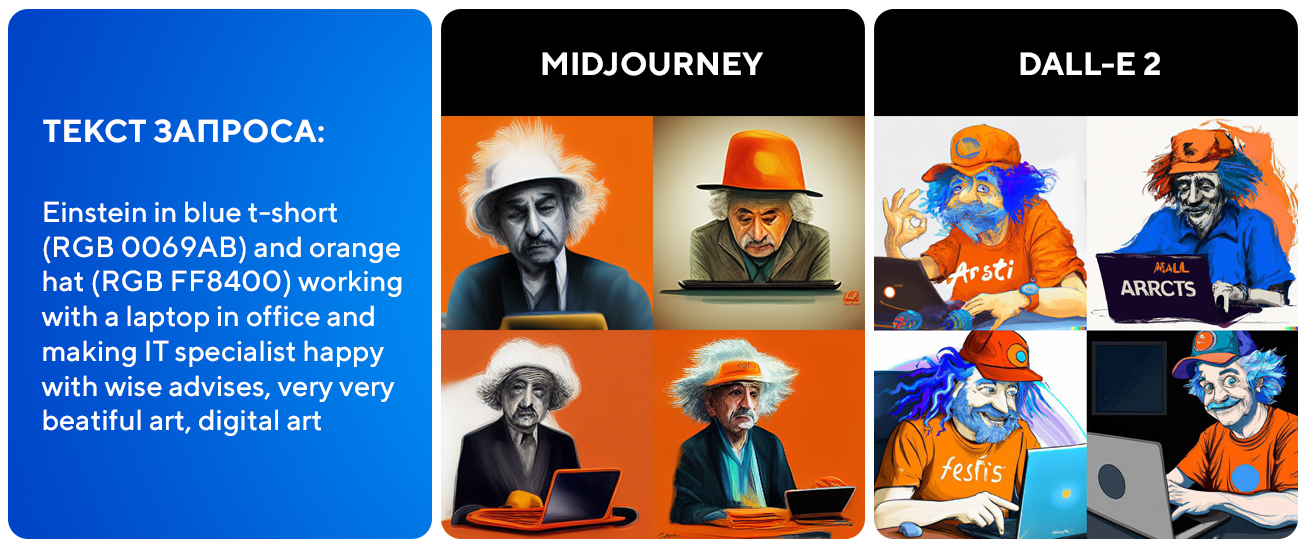 ТЕКСТ ЗАПРОСА:
Einstein in blue t-short
(RGB 0069AB) and orange
hat (RGB FF8400) working
with a laptop in office and
making IT specialist happy
with wise advises, very very
beatiful art, digital art
MIDJOURNEY
DALL-E 2
Arsti
ARRCTS